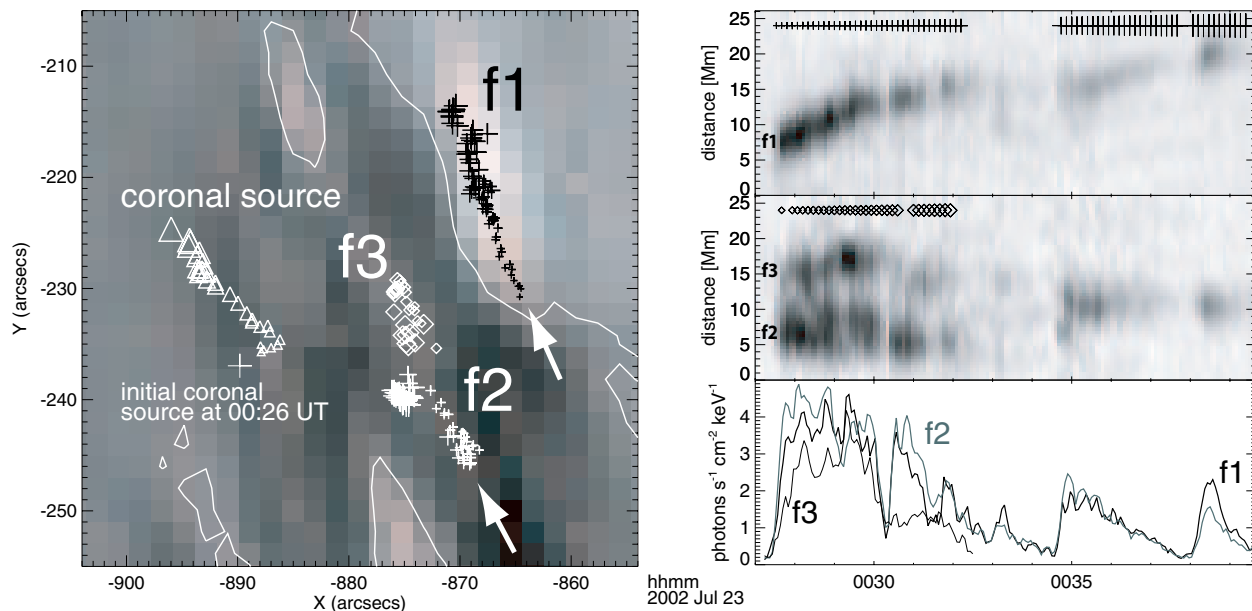 -210
-220
-230
-240
-250
Y (arcsecs)
-900
-890
-880
-870
-860
X (arcsecs)
f1
coronal source
f3
f2
initial coronal
source at 00:26 UT
25
20
15
10
5
0
distance [Mm]
f1
25
20
15
10
5
0
distance [Mm]
f3
f2
4
3
2
1
0
photons s⁻¹ cm⁻² keV⁻¹
f2
f3
f1
hhmm
2002 Jul 23
0030
0035